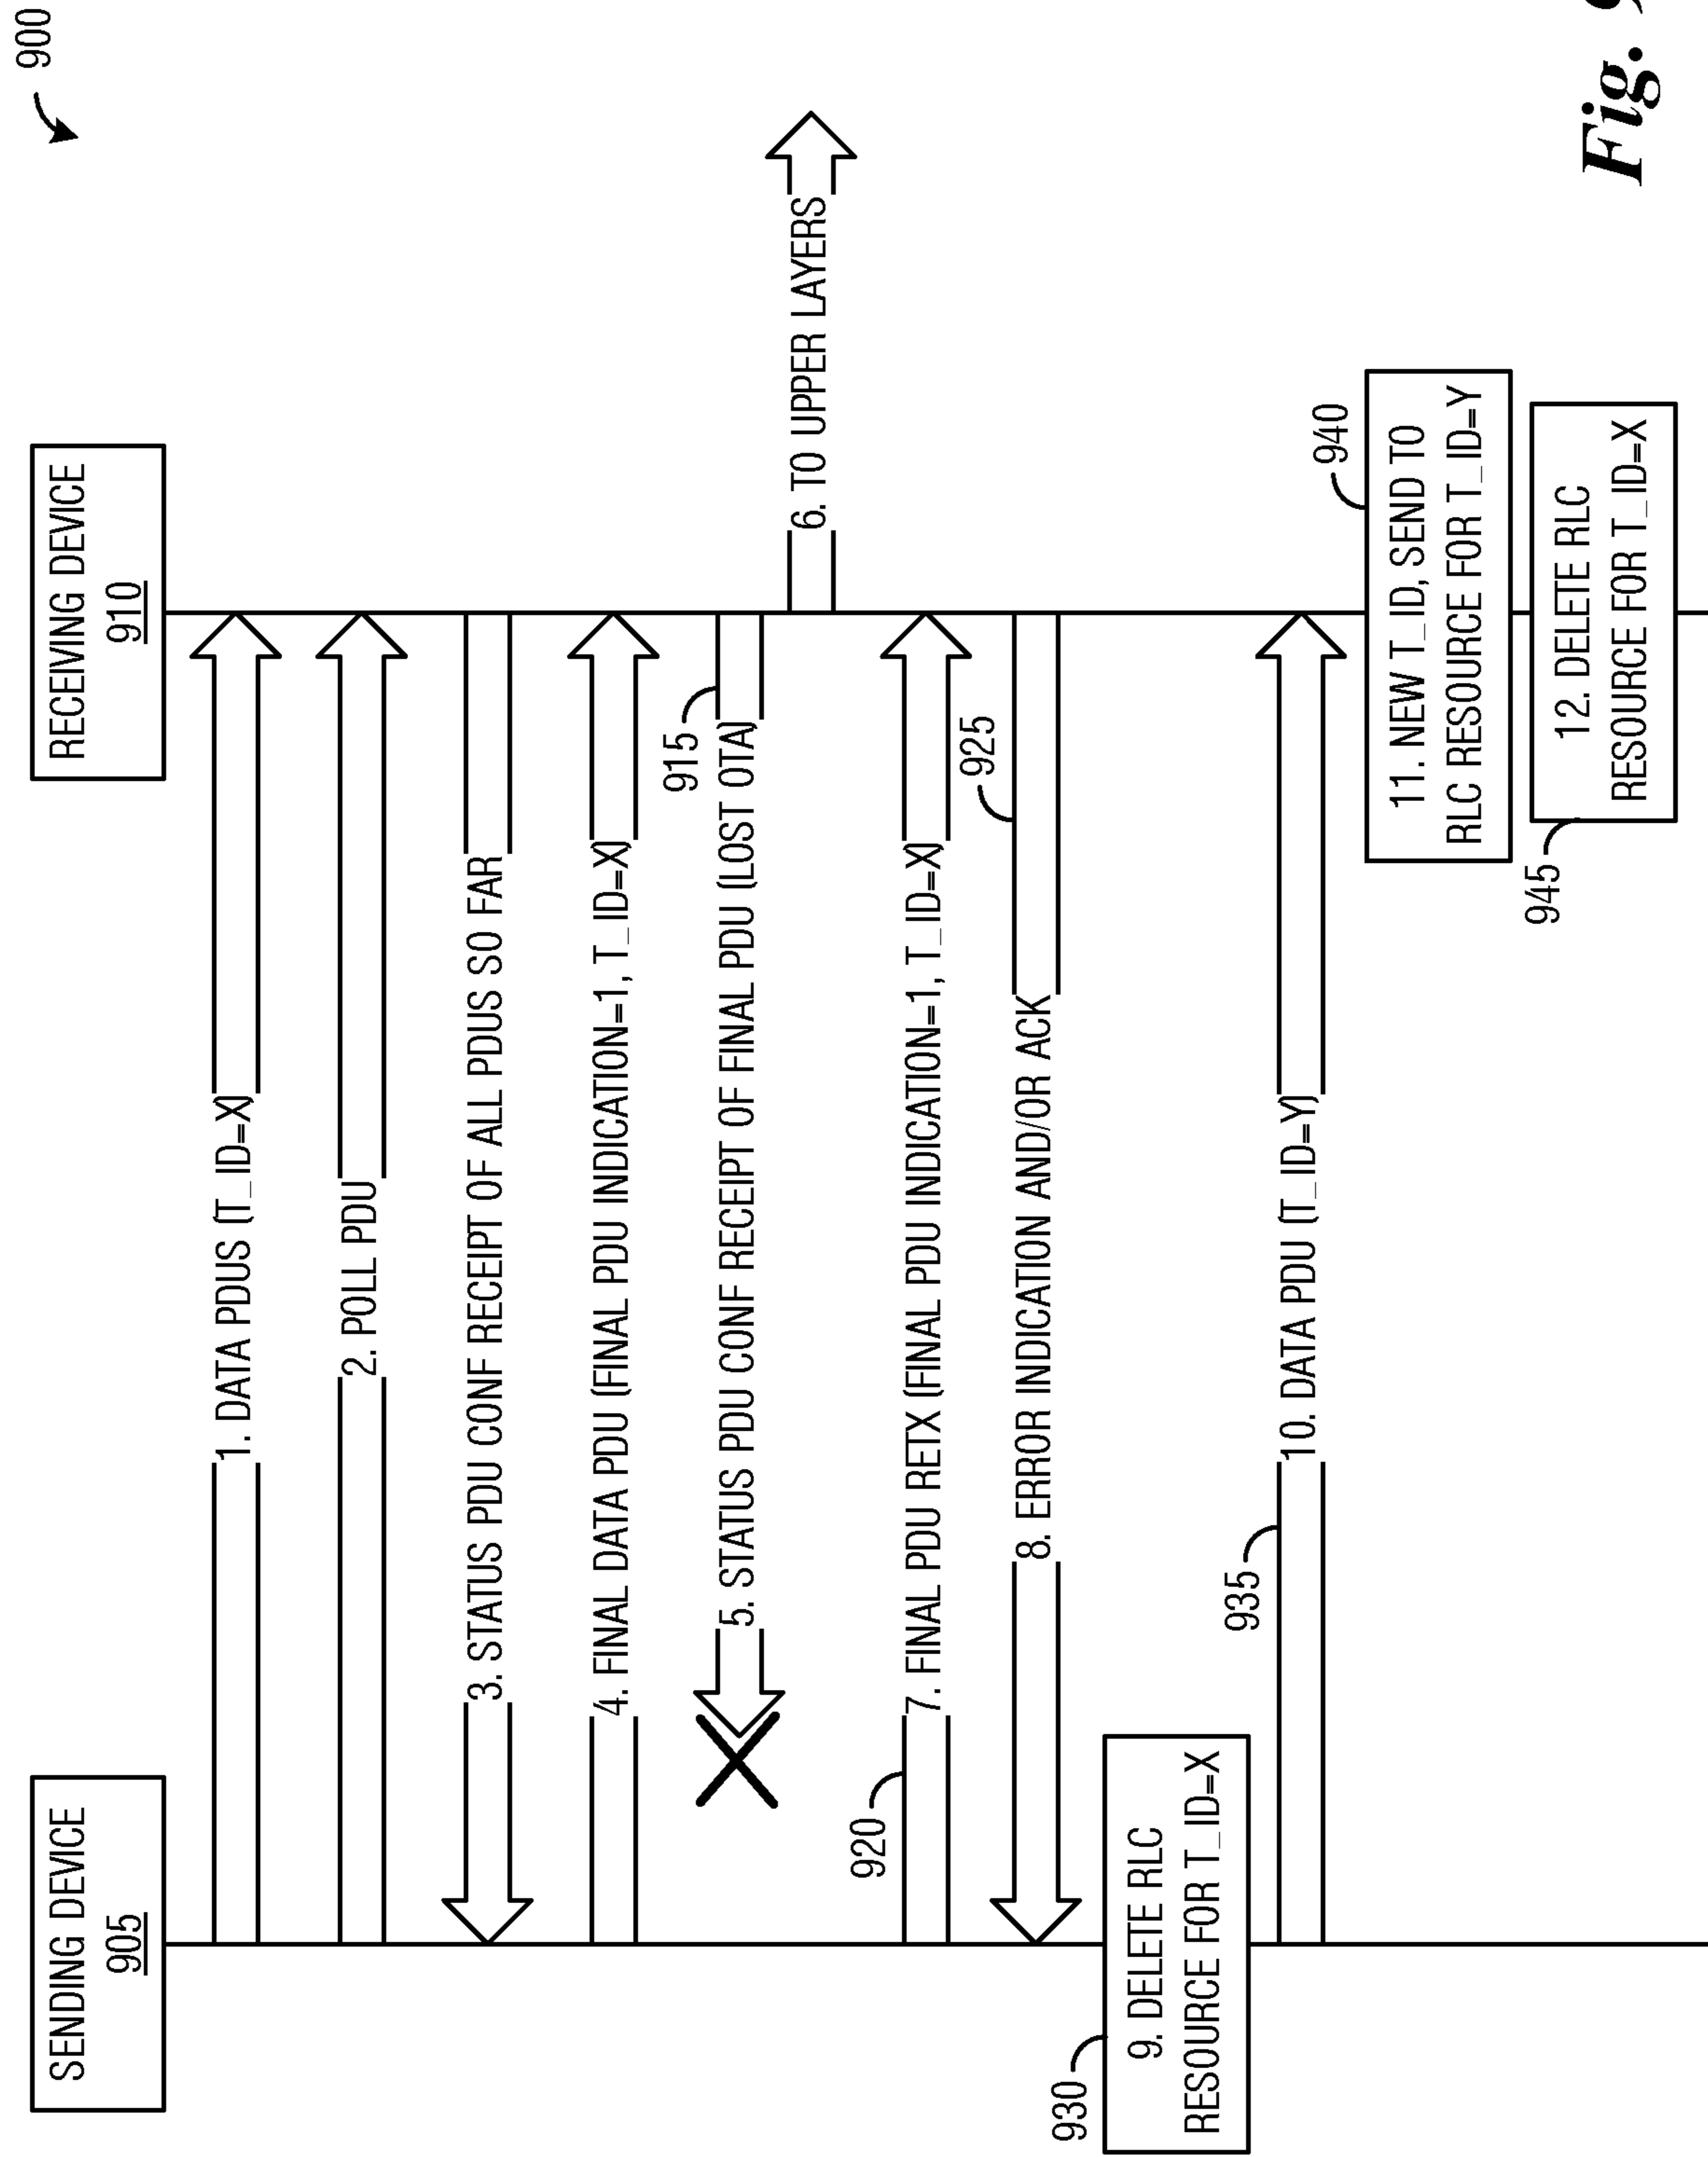 900
SENDING DEVICE
905
RECEIVING DEVICE
910
1. DATA PDUS (T_ID=X)
2. POLL PDU
3. STATUS PDU CONF RECEIPT OF ALL PDUS SO FAR
4. FINAL DATA PDU (FINAL PDU INDICATION=1, T_ID=X)
915
5. STATUS PDU CONF RECEIPT OF FINAL PDU (LOST OTA)
6. TO UPPER LAYERS
920
7. FINAL PDU RETX (FINAL PDU INDICATION=1, T_ID=X)
925
8. ERROR INDICATION AND/OR ACK
930
9. DELETE RLC
RESOURCE FOR T_ID=X
935
10. DATA PDU (T_ID=Y)
940
11. NEW T_ID, SEND TO
RLC RESOURCE FOR T_ID=Y
945
12. DELETE RLC
RESOURCE FOR T_ID=X
Fig.